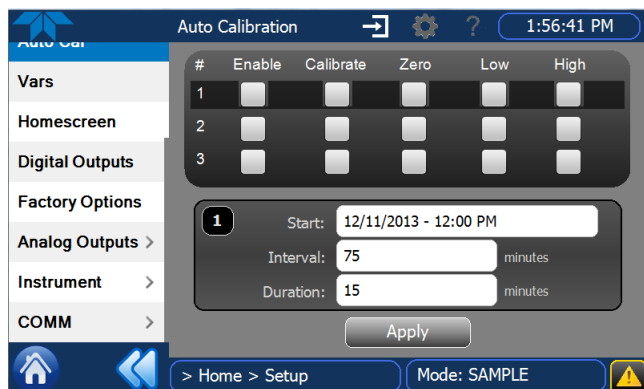 Auto Calibration ? 1:56:41 PM
Auto Cal
Vars
Homescreen
Digital Outputs
Factory Options
Analog Outputs >
Instrument >
COMM >
# Enable Calibrate Zero Low High
1
2
3
1 Start: 12/11/2013 - 12:00 PM
Interval: 75 minutes
Duration: 15 minutes
Apply
> Home > Setup Mode: SAMPLE